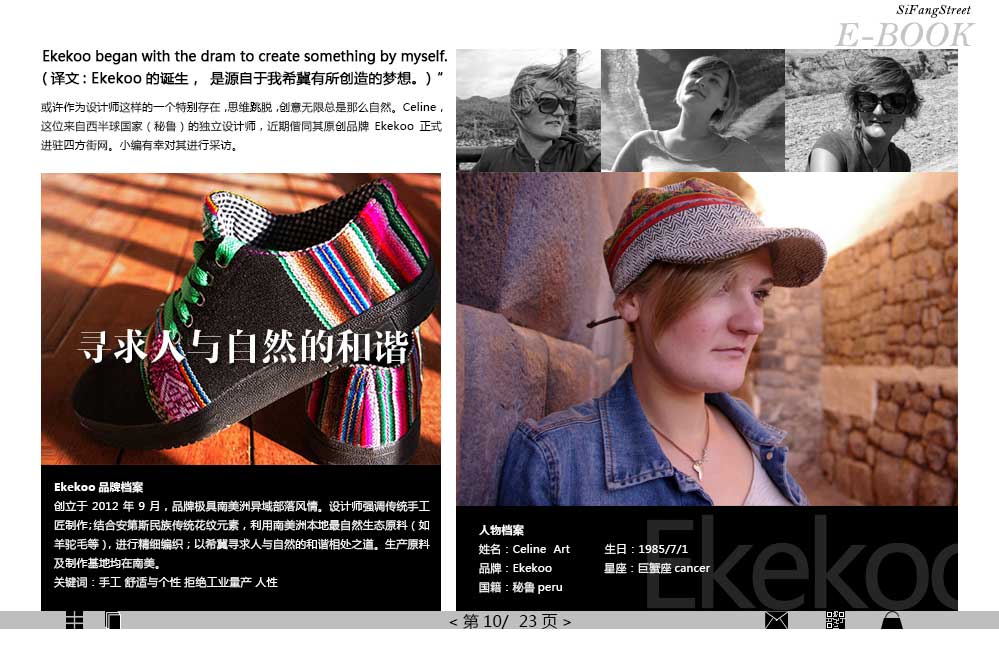 SiFangStreet
E-BOOK
Ekekoo began with the dram to create something by myself.
( 译文 : Ekekoo 的诞生 ， 是源自于我希冀有所创造的梦想。) “
或许作为设计师这样的一个特别存在 ,思维跳脱 ,创意无限总是那么自然。Celine ,
这位来自西半球国家（秘鲁）的独立设计师，近期偕同其原创品牌 Ekekoo 正式
进驻四方街网。小编有幸对其进行采访。
寻求人与自然的和谐
Ekekoo 品牌档案
创立于 2012 年 9 月，品牌极具南美洲异域部落风情。设计师强调传统手工
匠制作;结合安第斯民族传统花纹元素，利用南美洲本地最自然生态原料（如
羊驼毛等）, 进行精细编织；以希冀寻求人与自然的和谐相处之道。生产原料
及制作基地均在南美。
关键词：手工 舒适与个性 拒绝工业量产 人性
人物档案
姓名：Celine Art 生日：1985/7/1
品牌：Ekekoo 星座：巨蟹座 cancer
国籍：秘鲁 peru
Ekekoo
< 第 10/ 23 页 >